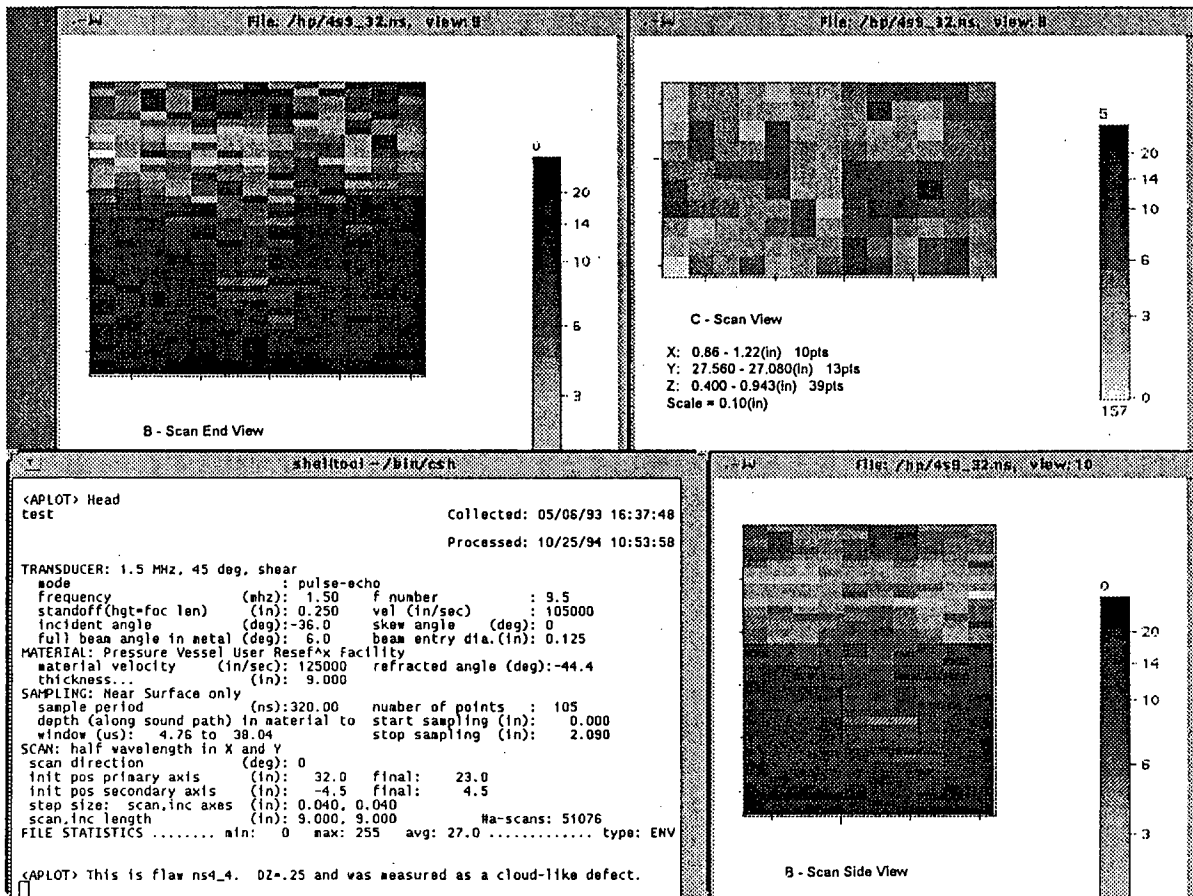 File: /hp/4s9_32.ns, view:9
0
20
14
10
6
3
B - Scan End View
File: /hp/4s9_32.ns, view:8
5
20
14
10
6
3
0
157
C - Scan View
X: 0.86 - 1.22(in) 10pts
Y: 27.560 - 27.080(in) 13pts
Z: 0.400 - 0.943(in) 39pts
Scale = 0.10(in)
shelltool - /bin/csh
<APLOT> Head
test Collected: 05/06/93 16:37:48
Processed: 10/25/94 10:53:58
TRANSDUCER: 1.5 MHz, 45 deg, shear
mode : pulse-echo
frequency (mhz): 1.50 f number : 9.5
standoff(hgt=foc len) (in): 0.250 vel (in/sec) : 105000
incident angle (deg):-36.0 skew angle (deg): 0
full beam angle in metal (deg): 6.0 beam entry dia.(in): 0.125
MATERIAL: Pressure Vessel User Resef^x Facility
material velocity (in/sec): 125000 refracted angle (deg):-44.4
thickness... (in): 9.000
SAMPLING: Near Surface only
sample period (ns):320.00 number of points : 105
depth (along sound path) in material to start sampling (in): 0.000
window (us): 4.76 to 38.04 stop sampling (in): 2.090
SCAN: half wavelength in X and Y
scan direction (deg): 0
init pos primary axis (in): 32.0 final: 23.0
init pos secondary axis (in): -4.5 final: 4.5
step size: scan,inc axes (in): 0.040, 0.040
scan,inc length (in): 9.000, 9.000 #a-scans: 51076
FILE STATISTICS ........ min: 0 max: 255 avg: 27.0 ............. type: ENV
<APLOT> This is flaw ns4_4. DZ=.25 and was measured as a cloud-like defect.
File: /hp/4s9_32.ns, view:10
0
20
14
10
6
3
B - Scan Side View